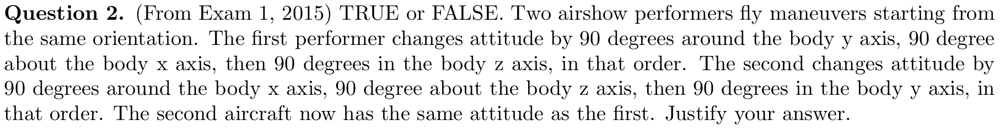 Question 2. (From Exam 1, 2015) TRUE or FALSE. Two airshow performers fly maneuvers starting from
the same orientation. The first performer changes attitude by 90 degrees around the body y axis, 90 degree
about the body x axis, then 90 degrees in the body z axis, in that order. The second changes attitude by
90 degrees around the body x axis, 90 degree about the body z axis, then 90 degrees in the body y axis, in
that order. The second aircraft now has the same attitude as the first. Justify your answer.